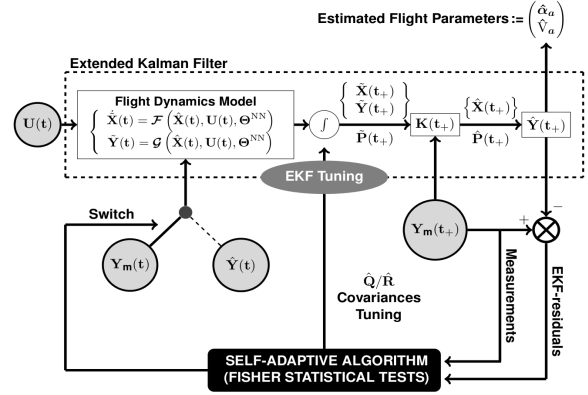 Estimated Flight Parameters := ( α̂ₐ V̂ₐ )
Extended Kalman Filter
U(t)
Flight Dynamics Model
{ X̂̇(t) = F ( X̂(t), U(t), Θ^NN )
Ỹ(t) = G ( X̂(t), U(t), Θ^NN )
∫
{ X̃(t₊) Ỹ(t₊) }
P̃(t₊)
K(t₊)
{ X̂(t₊) }
P̂(t₊)
Ŷ(t₊)
EKF Tuning
Switch
Yₘ(t)
Ŷ(t)
Yₘ(t₊)
+
−
Q̂/R̂
Covariances
Tuning
Measurements
EKF-residuals
SELF-ADAPTIVE ALGORITHM
(FISHER STATISTICAL TESTS)